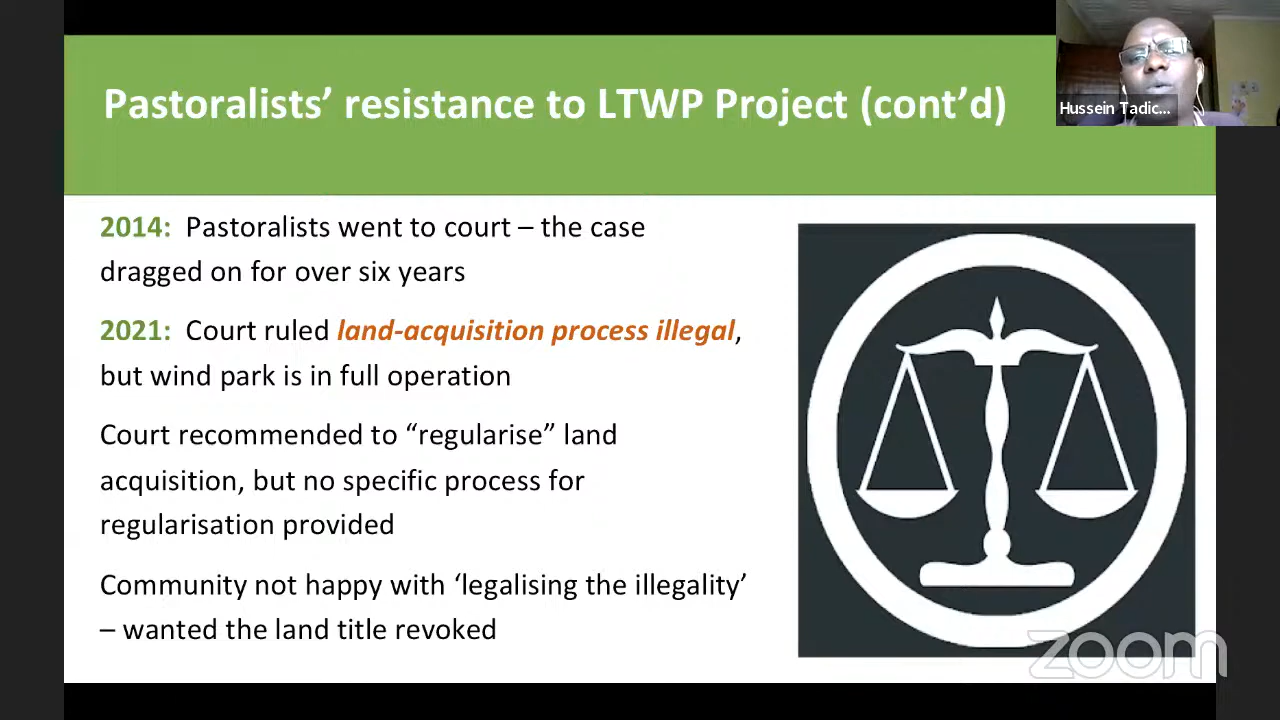 Pastoralists’ resistance to LTWP Project (cont’d)
Hussein Tadic...
2014: Pastoralists went to court – the case
dragged on for over six years
2021: Court ruled land-acquisition process illegal,
but wind park is in full operation
Court recommended to “regularise” land
acquisition, but no specific process for
regularisation provided
Community not happy with ‘legalising the illegality’
– wanted the land title revoked
zoom